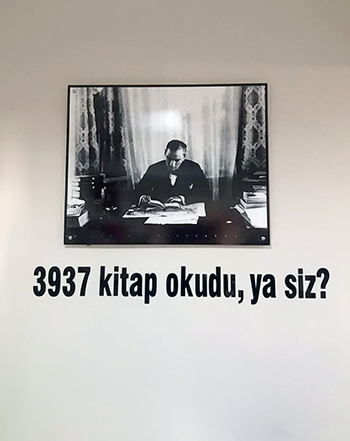 3937 kitap okudu, ya siz?